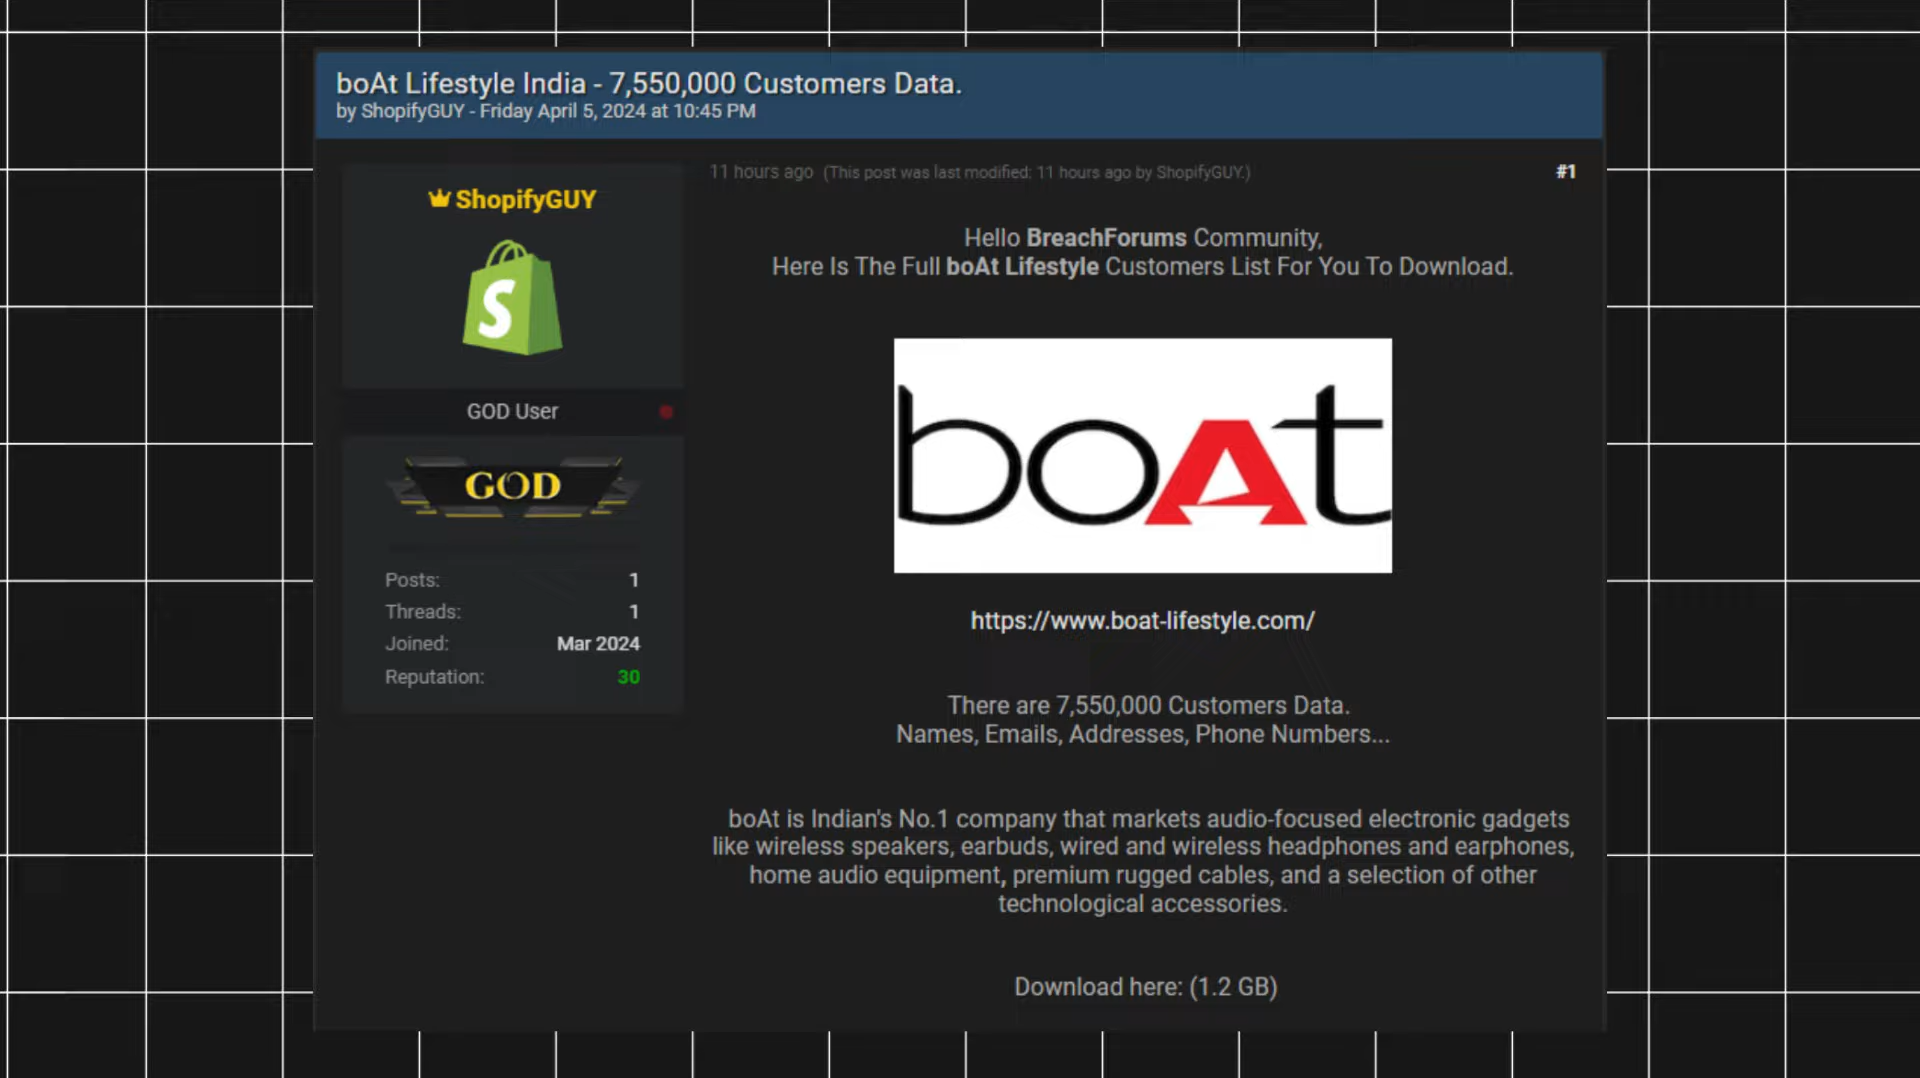 boAt Lifestyle India - 7,550,000 Customers Data.
by ShopifyGUY - Friday April 5, 2024 at 10:45 PM
11 hours ago (This post was last modified: 11 hours ago by ShopifyGUY.)
#1
ShopifyGUY
S
GOD User
GOD
Posts: 1
Threads: 1
Joined: Mar 2024
Reputation: 30
Hello BreachForums Community,
Here Is The Full boAt Lifestyle Customers List For You To Download.
boAt
https://www.boat-lifestyle.com/
There are 7,550,000 Customers Data.
Names, Emails, Addresses, Phone Numbers...
boAt is Indian's No.1 company that markets audio-focused electronic gadgets
like wireless speakers, earbuds, wired and wireless headphones and earphones,
home audio equipment, premium rugged cables, and a selection of other
technological accessories.
Download here: (1.2 GB)